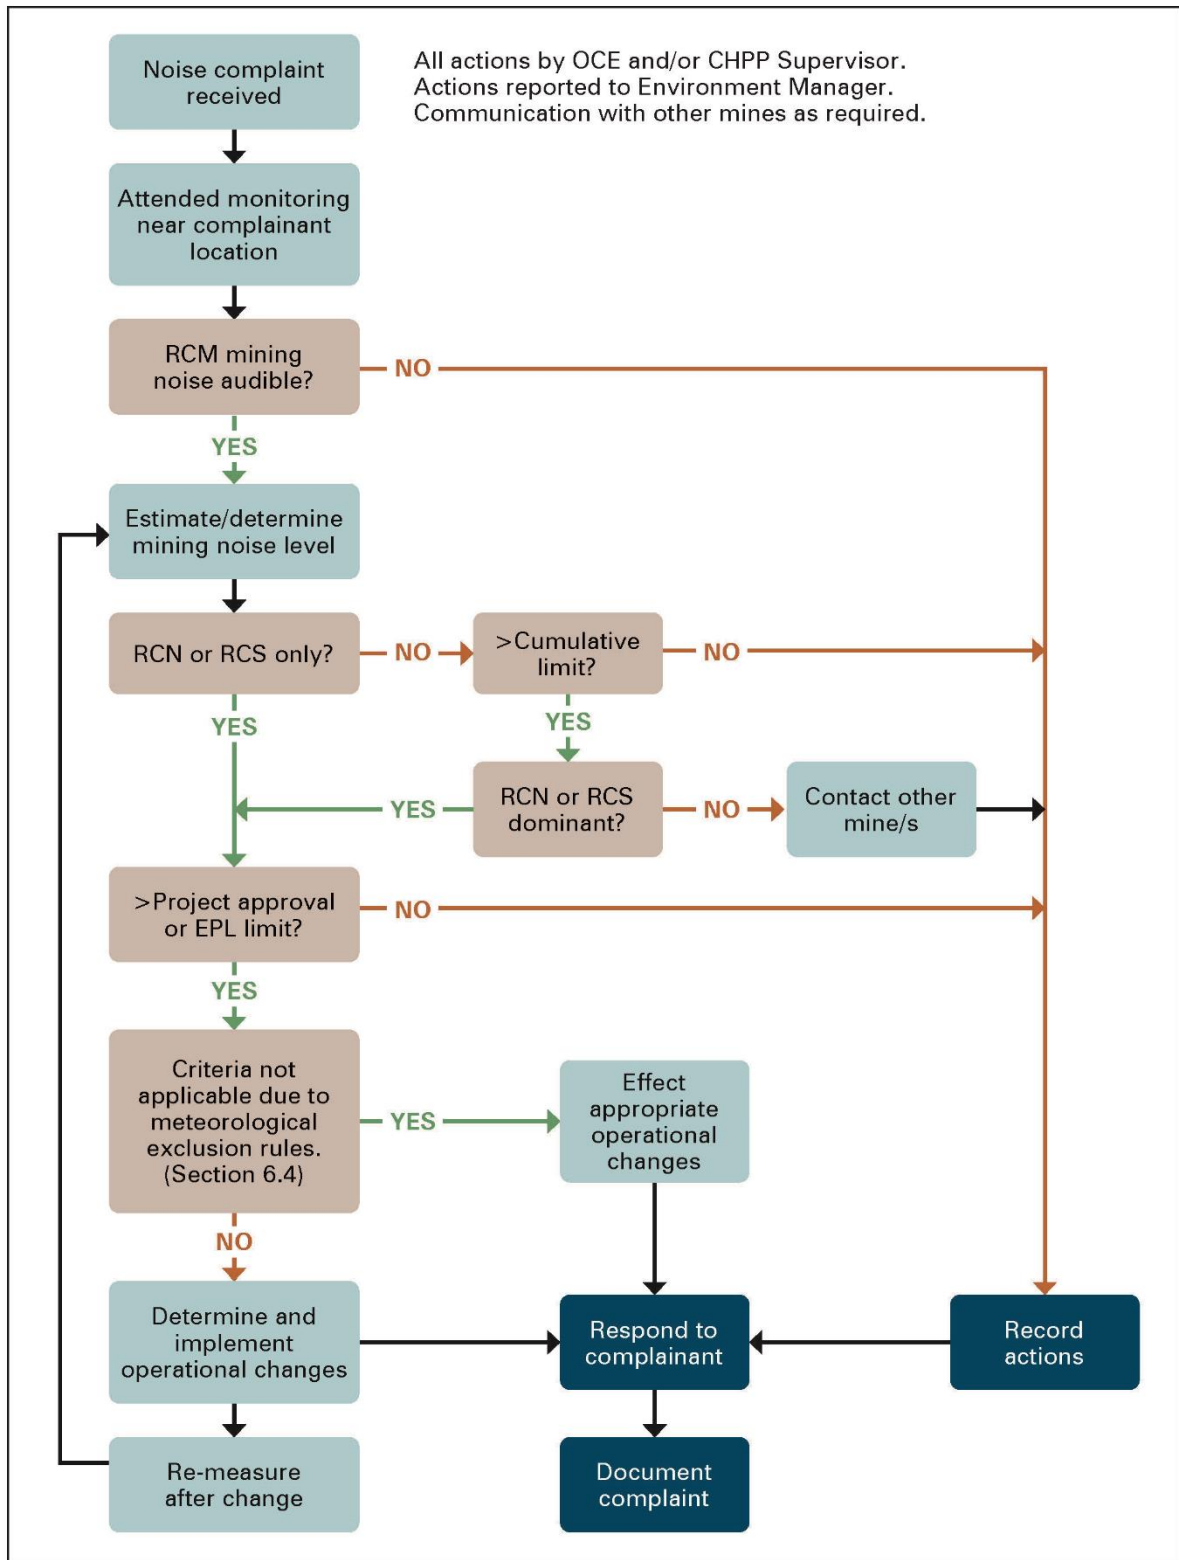 Noise complaint
received
All actions by OCE and/or CHPP Supervisor.
Actions reported to Environment Manager.
Communication with other mines as required.
Attended monitoring
near complainant
location
RCM mining
noise audible?
NO
YES
Estimate/determine
mining noise level
RCN or RCS only?
NO
>Cumulative
limit?
NO
YES
YES
RCN or RCS
dominant?
YES
NO
Contact other
mine/s
>Project approval
or EPL limit?
NO
YES
Criteria not
applicable due to
meteorological
exclusion rules.
(Section 6.4)
YES
Effect
appropriate
operational
changes
NO
Determine and
implement
operational changes
Respond to
complainant
Record
actions
Re-measure
after change
Document
complaint